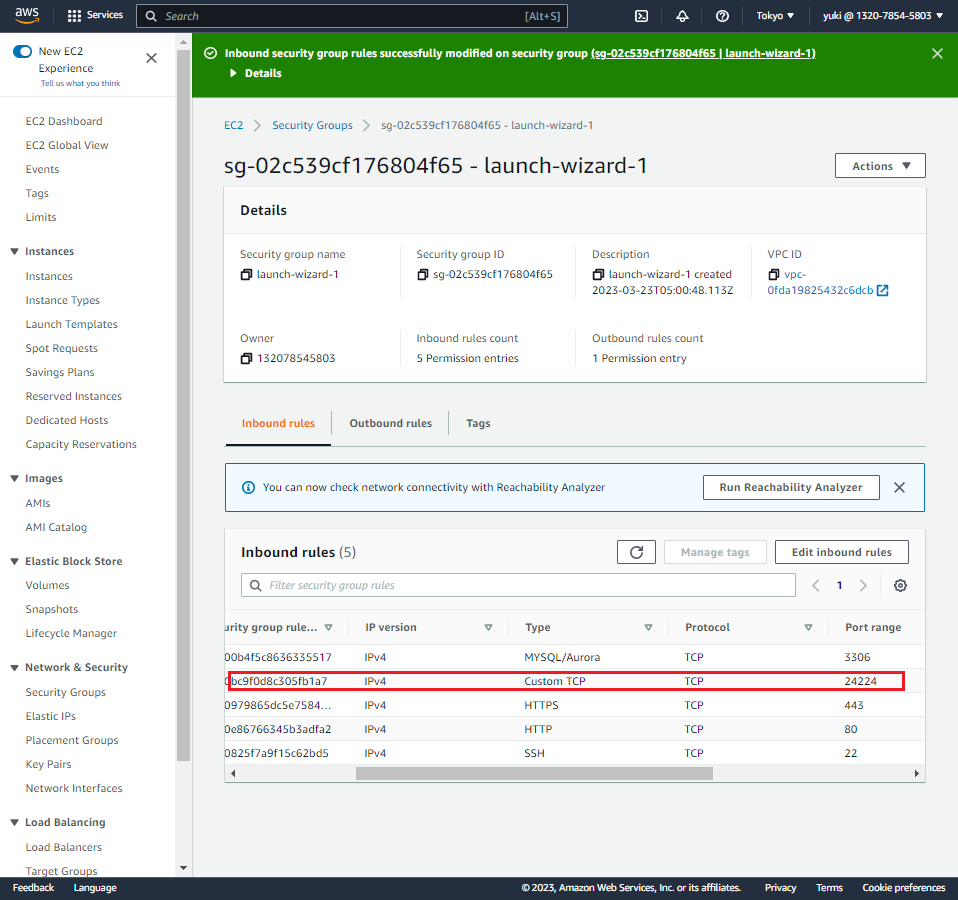 aws
Services
Search
[Alt+S]
Tokyo
yuki @ 1320-7854-5803
New EC2
Experience
Tell us what you think
EC2 Dashboard
EC2 Global View
Events
Tags
Limits
Instances
Instances
Instance Types
Launch Templates
Spot Requests
Savings Plans
Reserved Instances
Dedicated Hosts
Capacity Reservations
Images
AMIs
AMI Catalog
Elastic Block Store
Volumes
Snapshots
Lifecycle Manager
Network & Security
Security Groups
Elastic IPs
Placement Groups
Key Pairs
Network Interfaces
Load Balancing
Load Balancers
Target Groups
Inbound security group rules successfully modified on security group (sg-02c539cf176804f65 | launch-wizard-1)
Details
EC2 Security Groups sg-02c539cf176804f65 - launch-wizard-1
sg-02c539cf176804f65 - launch-wizard-1
Actions
Details
Security group name
launch-wizard-1
Security group ID
sg-02c539cf176804f65
Description
launch-wizard-1 created
2023-03-23T05:00:48.113Z
VPC ID
vpc-
0fda19825432c6dcb
Owner
132078545803
Inbound rules count
5 Permission entries
Outbound rules count
1 Permission entry
Inbound rules Outbound rules Tags
You can now check network connectivity with Reachability Analyzer
Run Reachability Analyzer
Inbound rules (5)
Manage tags
Edit inbound rules
Filter security group rules
1
urity group rule... IP version Type Protocol Port range
00b4f5c8636335517 IPv4 MYSQL/Aurora TCP 3306
0bc9f0d8c305fb1a7 IPv4 Custom TCP TCP 24224
0979865dc5e7584... IPv4 HTTPS TCP 443
0e86766345b3adfa2 IPv4 HTTP TCP 80
0825f7a9f15c62bd5 IPv4 SSH TCP 22
Feedback Language © 2023, Amazon Web Services, Inc. or its affiliates. Privacy Terms Cookie preferences